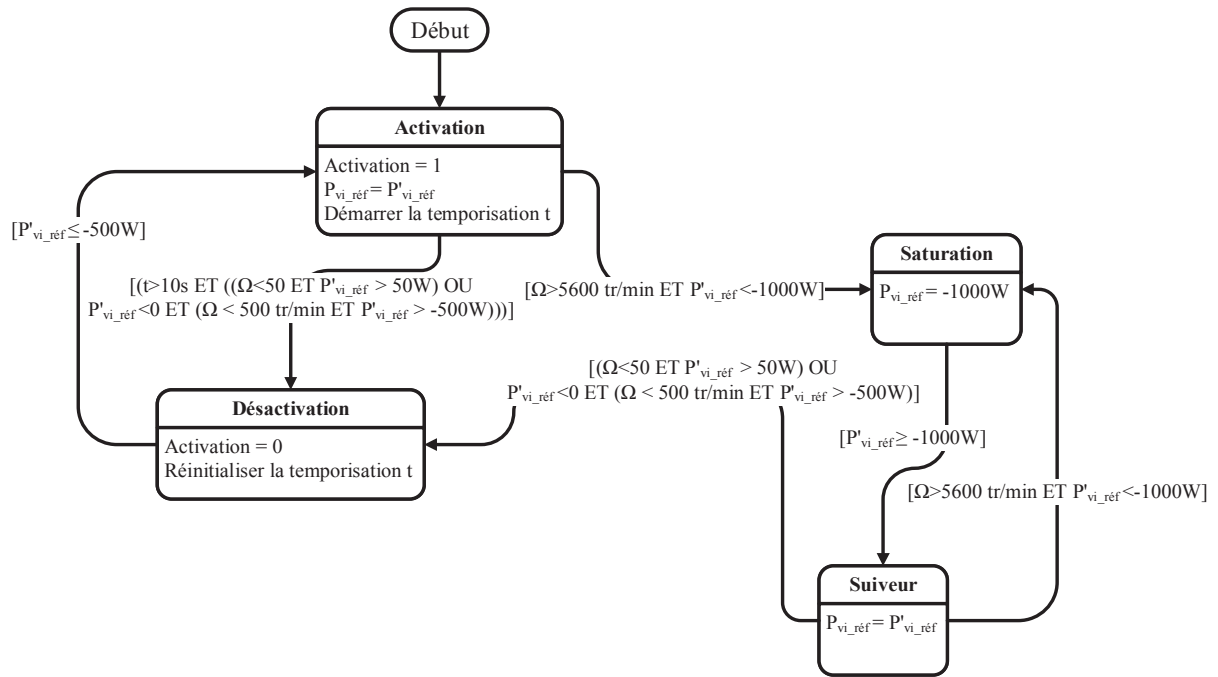 Début
Activation
Activation = 1
P_vi_réf = P'_vi_réf
Démarrer la temporisation t
[P'_vi_réf ≤ -500W]
[(t>10s ET ((Ω<50 ET P'_vi_réf > 50W) OU
P'_vi_réf <0 ET (Ω < 500 tr/min ET P'_vi_réf > -500W)))]
[Ω>5600 tr/min ET P'_vi_réf <-1000W]
Saturation
P_vi_réf = -1000W
[(Ω<50 ET P'_vi_réf > 50W) OU
P'_vi_réf <0 ET (Ω < 500 tr/min ET P'_vi_réf > -500W)]
Désactivation
Activation = 0
Réinitialiser la temporisation t
[P'_vi_réf ≥ -1000W]
[Ω>5600 tr/min ET P'_vi_réf <-1000W]
Suiveur
P_vi_réf = P'_vi_réf